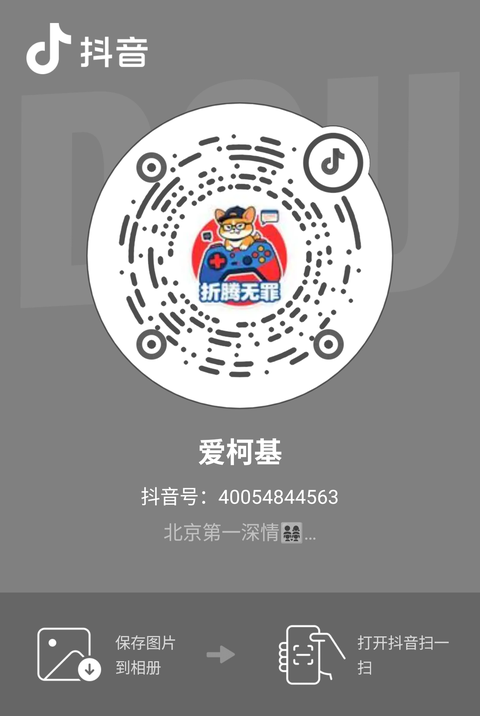 抖音
DOU
折腾无罪
爱柯基
抖音号：40054844563
北京第一深情👨‍👩‍👧‍👦...
保存图片
到相册
打开抖音扫一
扫